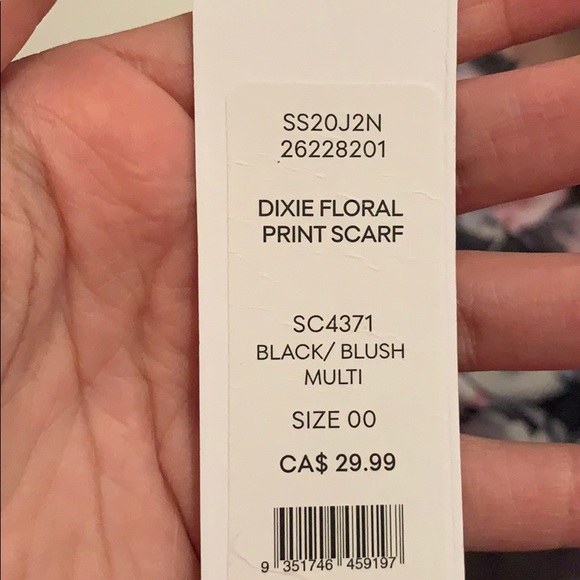 SS20J2N
26228201
DIXIE FLORAL
PRINT SCARF
SC4371
BLACK/ BLUSH
MULTI
SIZE 00
CA$ 29.99
9 351746 459197